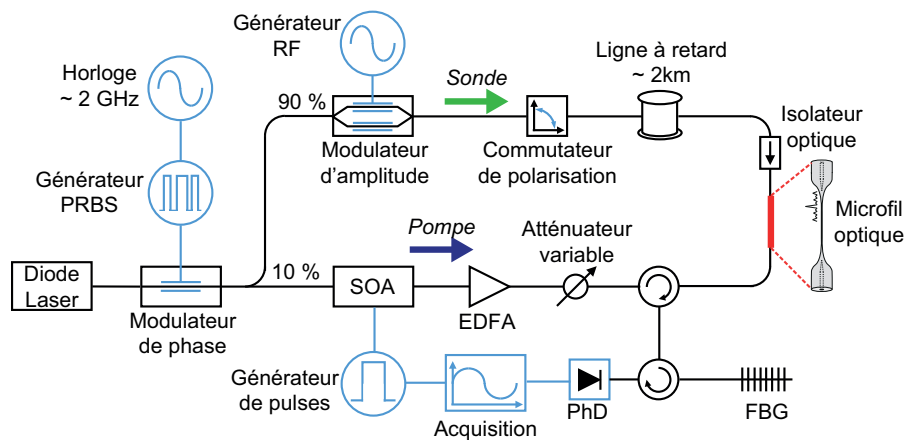 Générateur
RF
Horloge
~ 2 GHz
90 %
Sonde
Ligne à retard
~ 2km
Isolateur
optique
Modulateur
d'amplitude
Commutateur
de polarisation
Générateur
PRBS
Microfil
optique
Pompe
Atténuateur
variable
Diode
Laser
10 %
SOA
EDFA
Modulateur
de phase
Générateur
de pulses
Acquisition
PhD
FBG